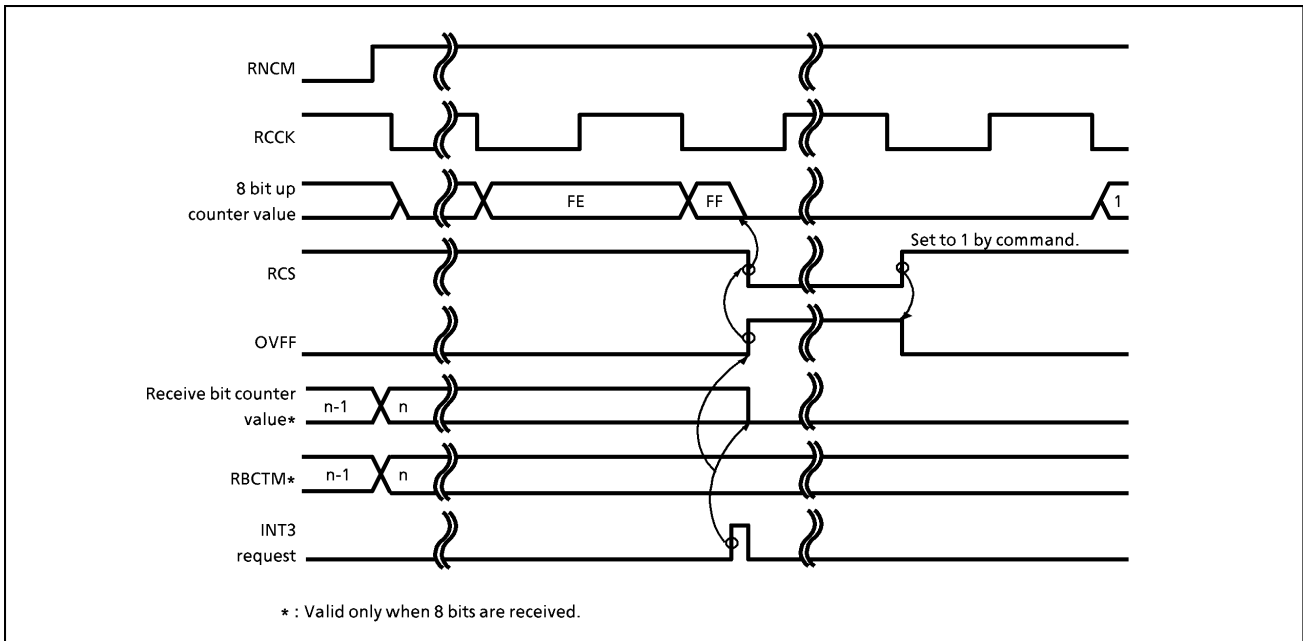 RNCM
RCCK
8 bit up
counter value
FE
FF
1
Set to 1 by command.
RCS
OVFF
Receive bit counter
value*
n-1
n
RBCTM*
n-1
n
INT3
request
* : Valid only when 8 bits are received.